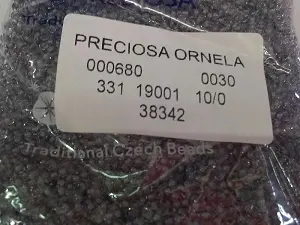 PRECIOSA ORNELA
000680 0030
331 19001 10/0
38342
Traditional Czech Beads